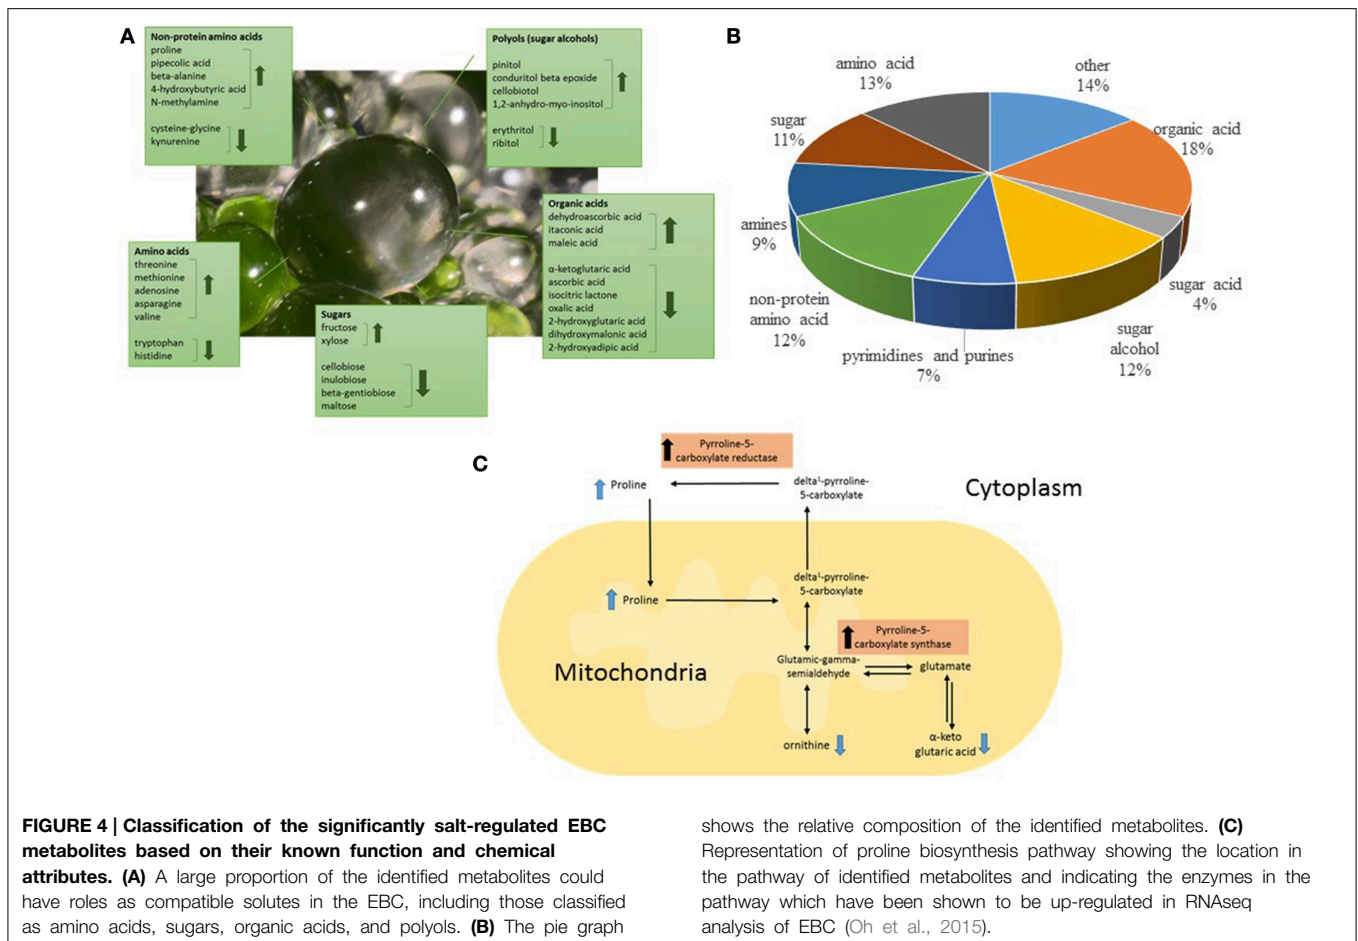 A
Non-protein amino acids
proline
pipecolic acid
beta-alanine
4-hydroxybutyric acid
N-methylamine
cysteine-glycine
kynurenine
Polyols (sugar alcohols)
pinitol
conduritol beta epoxide
cellobiotol
1,2-anhydro-myo-inositol
erythritol
ribitol
Amino acids
threonine
methionine
adenosine
asparagine
valine
tryptophan
histidine
Sugars
fructose
xylose
cellobiose
inulobiose
beta-gentiobiose
maltose
Organic acids
dehydroascorbic acid
itaconic acid
maleic acid
α-ketoglutaric acid
ascorbic acid
isocitric lactone
oxalic acid
2-hydroxyglutaric acid
dihydroxymalonic acid
2-hydroxyadipic acid
B
other
14%
organic acid
18%
sugar acid
4%
sugar
alcohol
12%
pyrimidines and purines
7%
non-protein
amino acid
12%
amines
9%
sugar
11%
amino acid
13%
C
Pyrroline-5-
carboxylate reductase
Proline
delta¹-pyrroline-
5-carboxylate
Cytoplasm
Proline
delta¹-pyrroline-
5-carboxylate
Pyrroline-5-
carboxylate synthase
Mitochondria
Glutamic-gamma-
semialdehyde
glutamate
ornithine
α-keto
glutaric acid
FIGURE 4 | Classification of the significantly salt-regulated EBC
metabolites based on their known function and chemical
attributes. (A) A large proportion of the identified metabolites could
have roles as compatible solutes in the EBC, including those classified
as amino acids, sugars, organic acids, and polyols. (B) The pie graph
shows the relative composition of the identified metabolites. (C)
Representation of proline biosynthesis pathway showing the location in
the pathway of identified metabolites and indicating the enzymes in the
pathway which have been shown to be up-regulated in RNAseq
analysis of EBC (Oh et al., 2015).